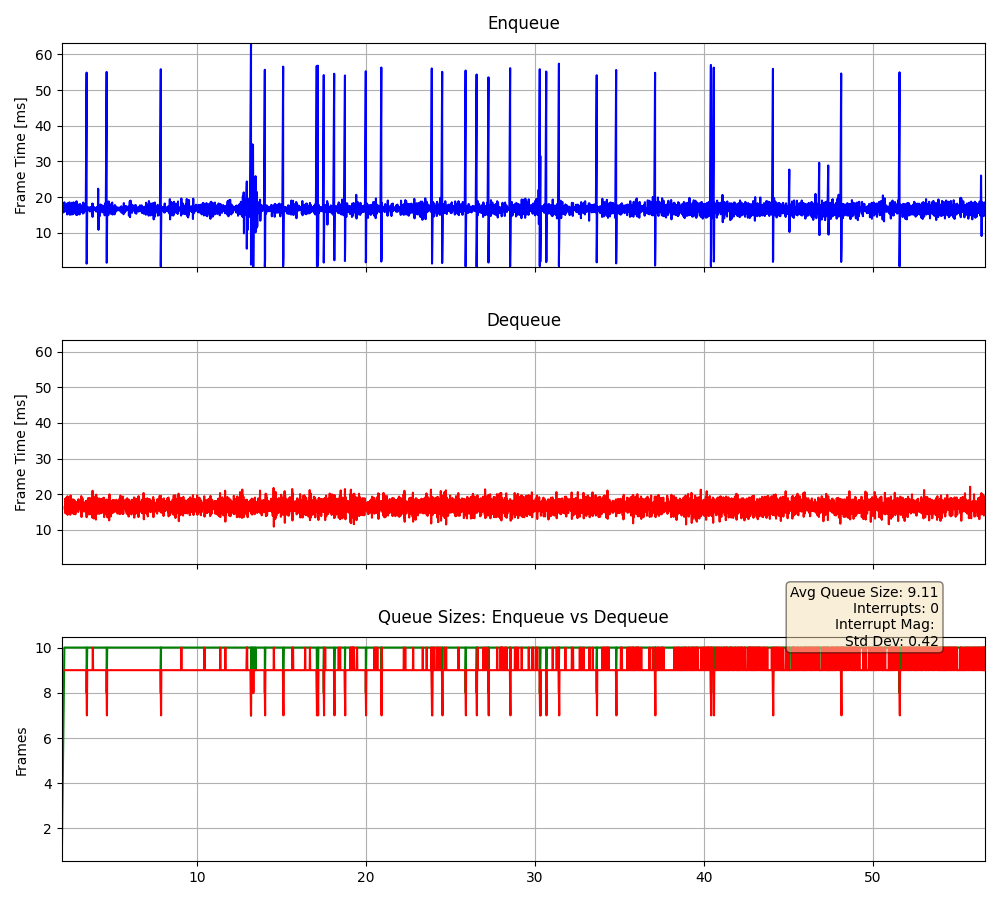 Enqueue
Frame Time [ms]
60
50
40
30
20
10
Dequeue
Frame Time [ms]
60
50
40
30
20
10
Avg Queue Size: 9.11
Interrupts: 0
Interrupt Mag:
Std Dev: 0.42
Queue Sizes: Enqueue vs Dequeue
Frames
10
8
6
4
2
10 20 30 40 50